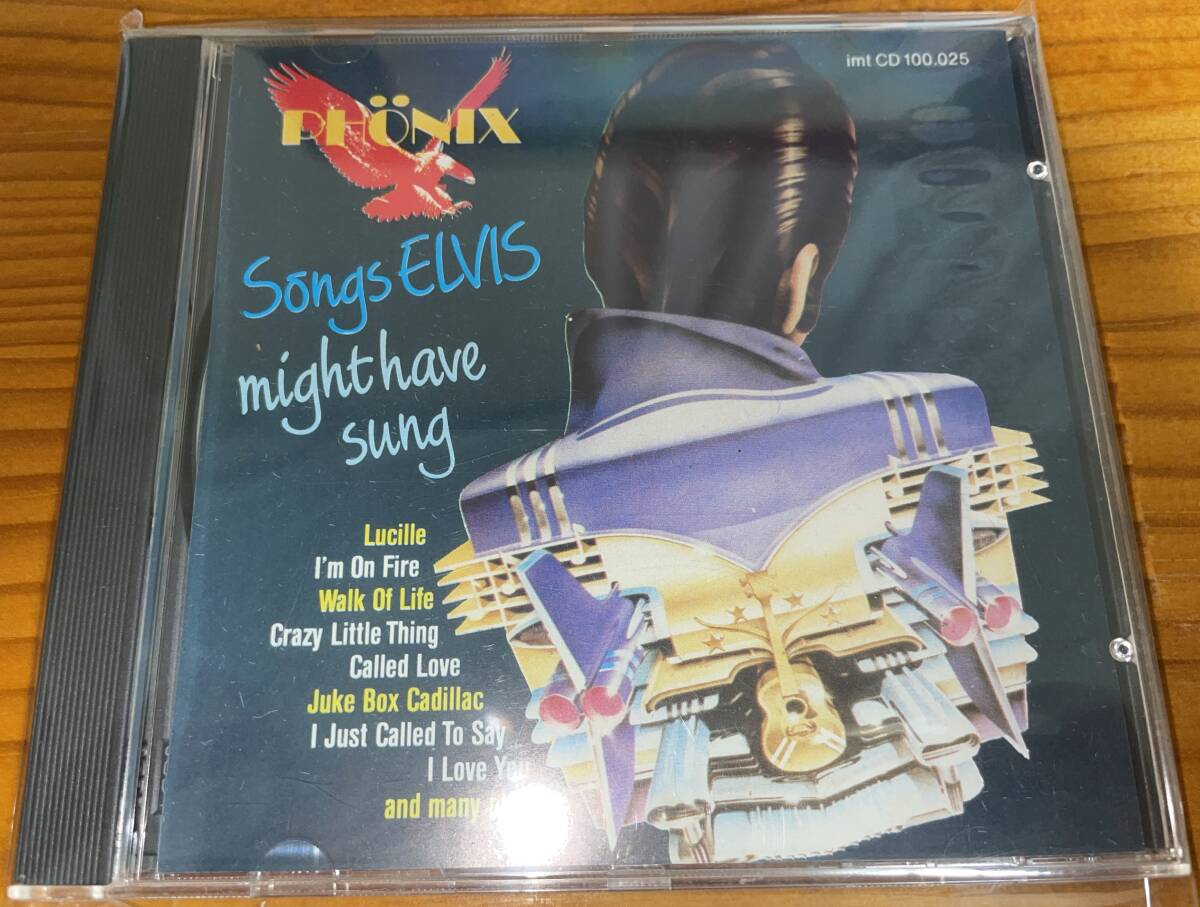 PHÖNIX
imt CD 100.025
Songs ELVIS
might have
sung
Lucille
I'm On Fire
Walk Of Life
Crazy Little Thing
Called Love
Juke Box Cadillac
I Just Called To Say
I Love You
and many